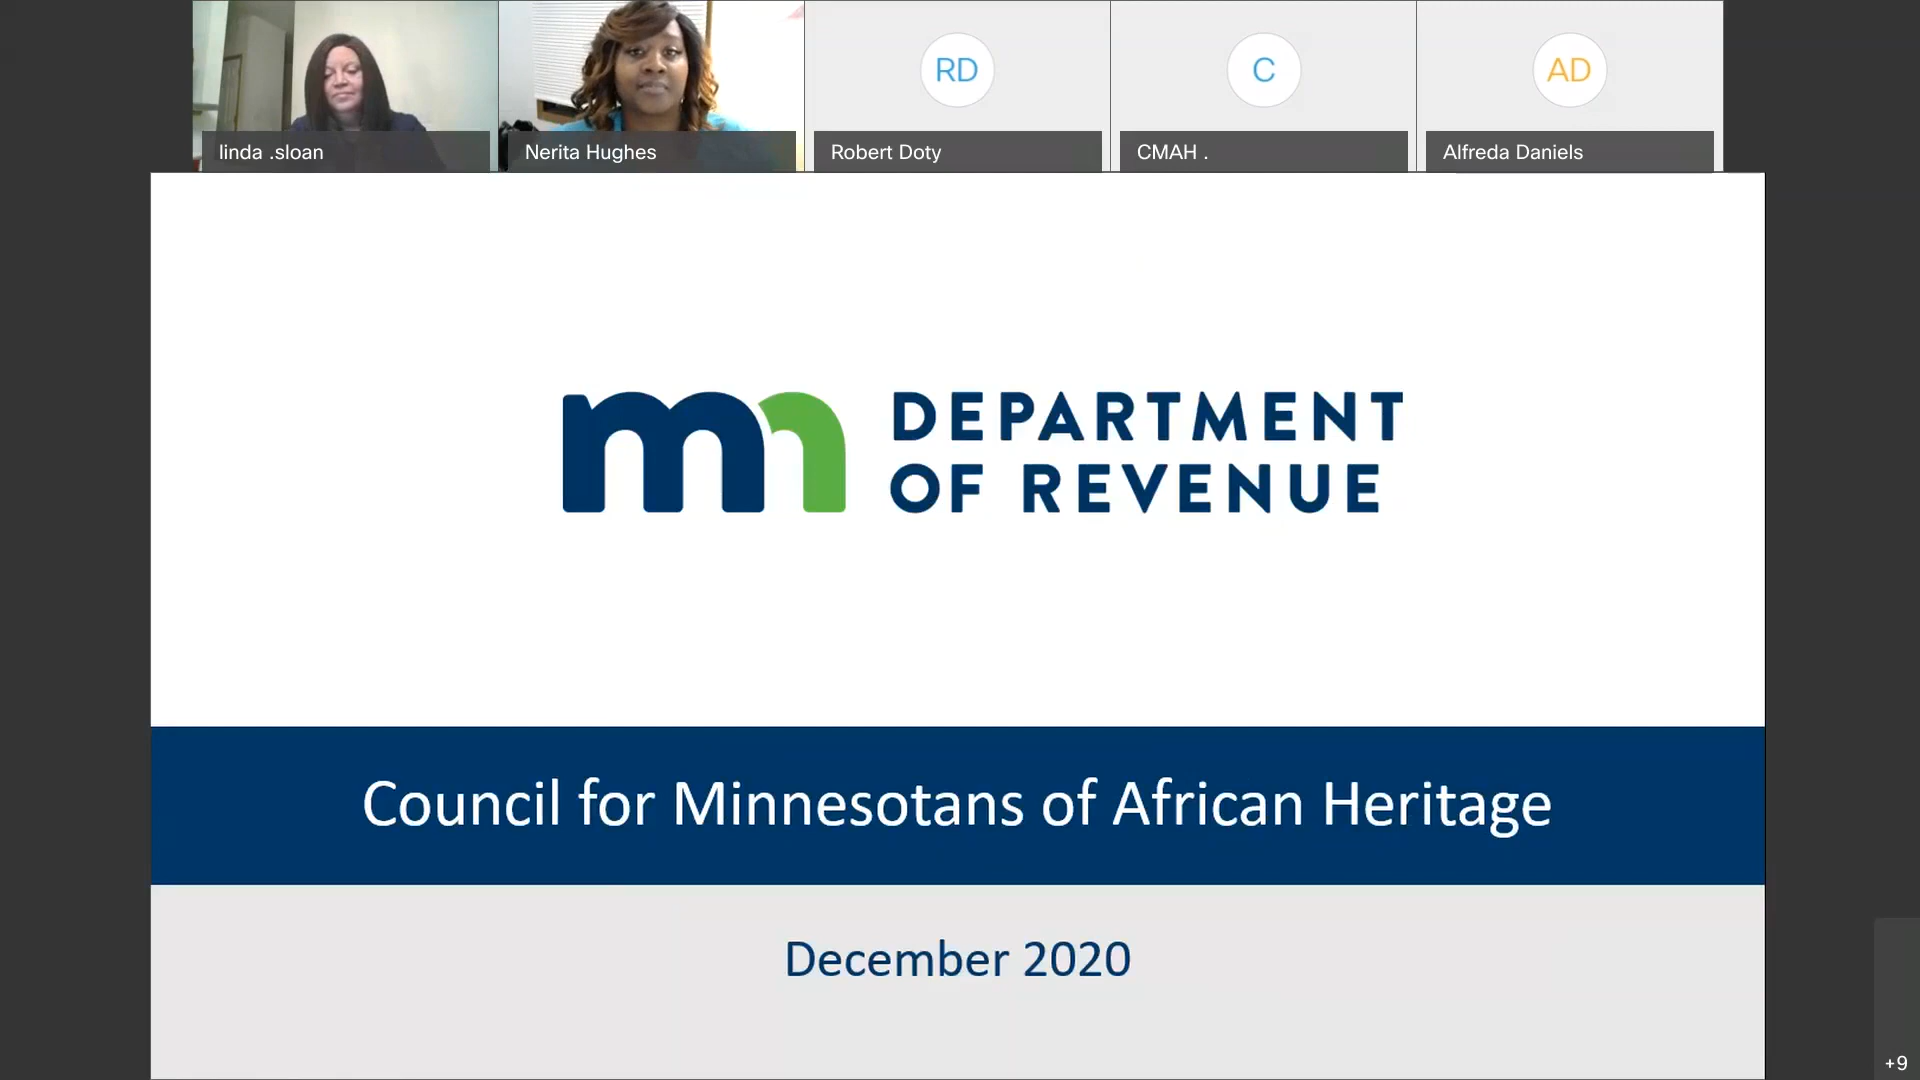 RD
C
AD
linda .sloan
Nerita Hughes
Robert Doty
CMAH .
Alfreda Daniels
mn DEPARTMENT
OF REVENUE
Council for Minnesotans of African Heritage
December 2020
+9